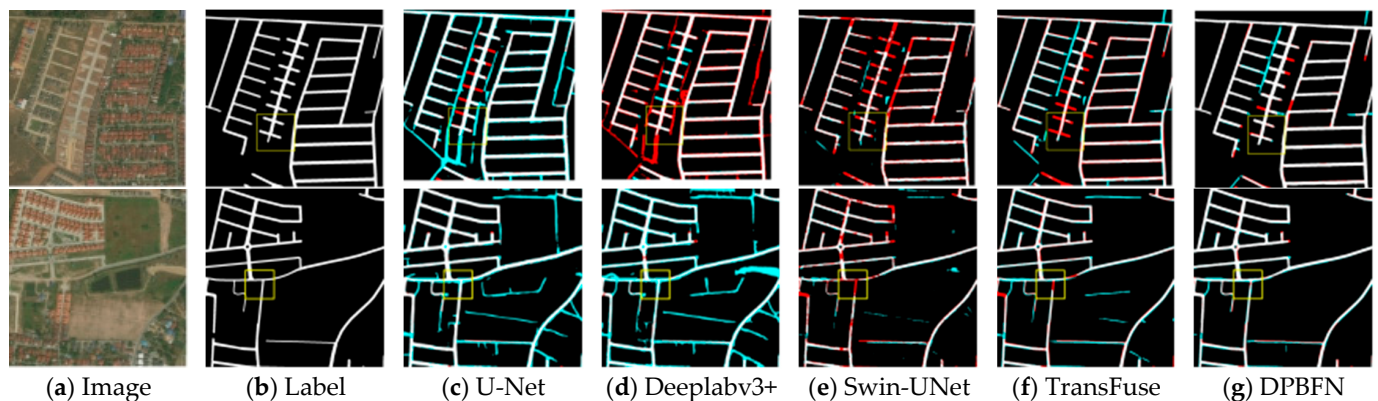 (a) Image (b) Label (c) U-Net (d) Deeplabv3+ (e) Swin-UNet (f) TransFuse (g) DPBFN